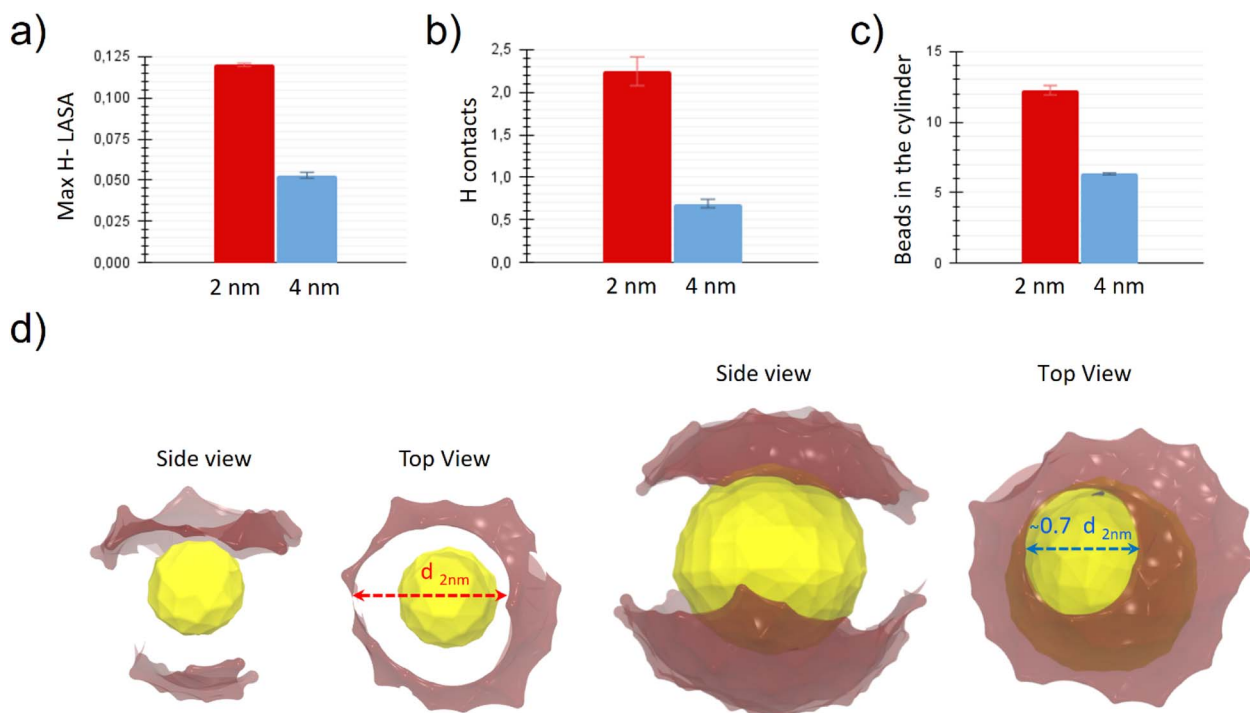 a)
Max H- LASA
0,125
0,100
0,075
0,050
0,025
0,000
2 nm 4 nm
b)
H contacts
2,5
2,0
1,5
1,0
0,5
0,0
2 nm 4 nm
c)
Beads in the cylinder
15
10
5
0
2 nm 4 nm
d)
Side view
Top View
d 2nm
Side view
Top View
~0.7 d 2nm